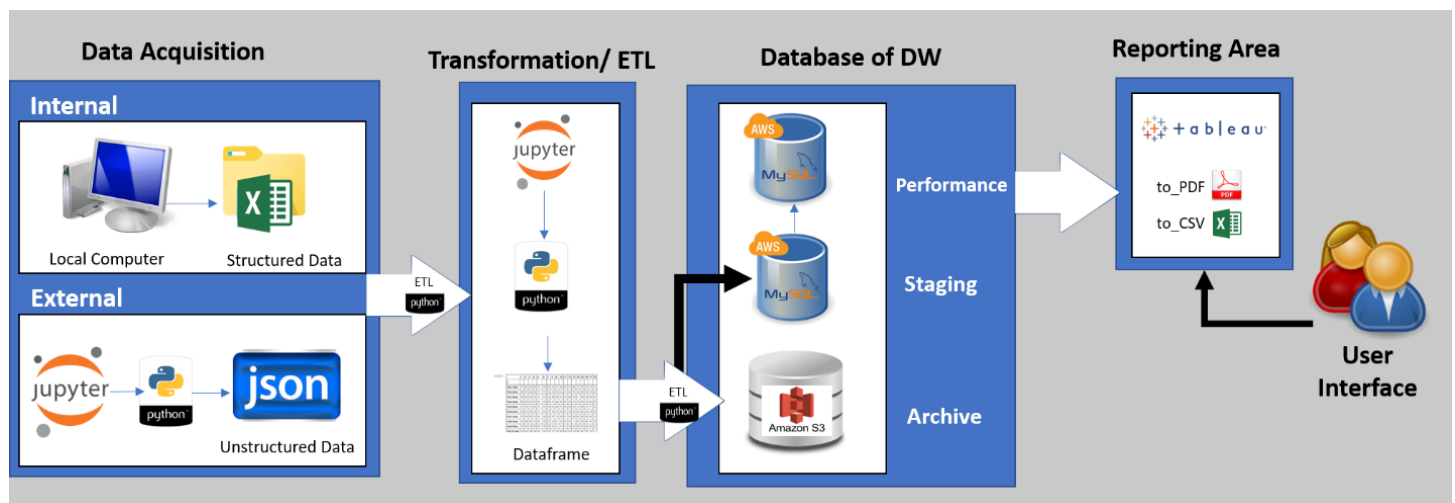 Data Acquisition
Transformation/ ETL
Database of DW
Reporting Area
Internal
Local Computer
Structured Data
External
jupyter
python
json
Unstructured Data
ETL
python
jupyter
python
Dataframe
ETL
python
AWS
MySQL
Performance
AWS
MySQL
Staging
Amazon S3
Archive
+ a b l e a u
to_PDF
PDF
to_CSV
User
Interface